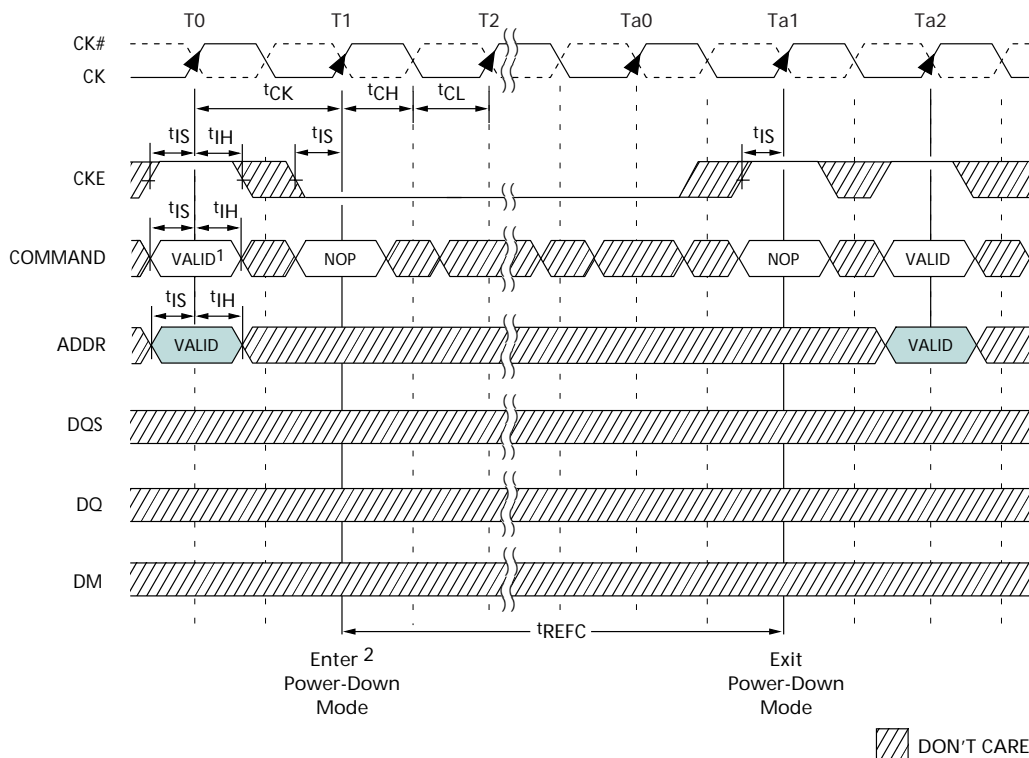 T0 T1 T2 Ta0 Ta1 Ta2
CK#
CK
tCK tCH tCL
tIS tIH tIS tIS
CKE
tIS tIH
COMMAND VALID1 NOP NOP VALID
tIS tIH
ADDR VALID VALID
DQS
DQ
DM
tREFC
Enter 2
Power-Down
Mode
Exit
Power-Down
Mode
DON'T CARE